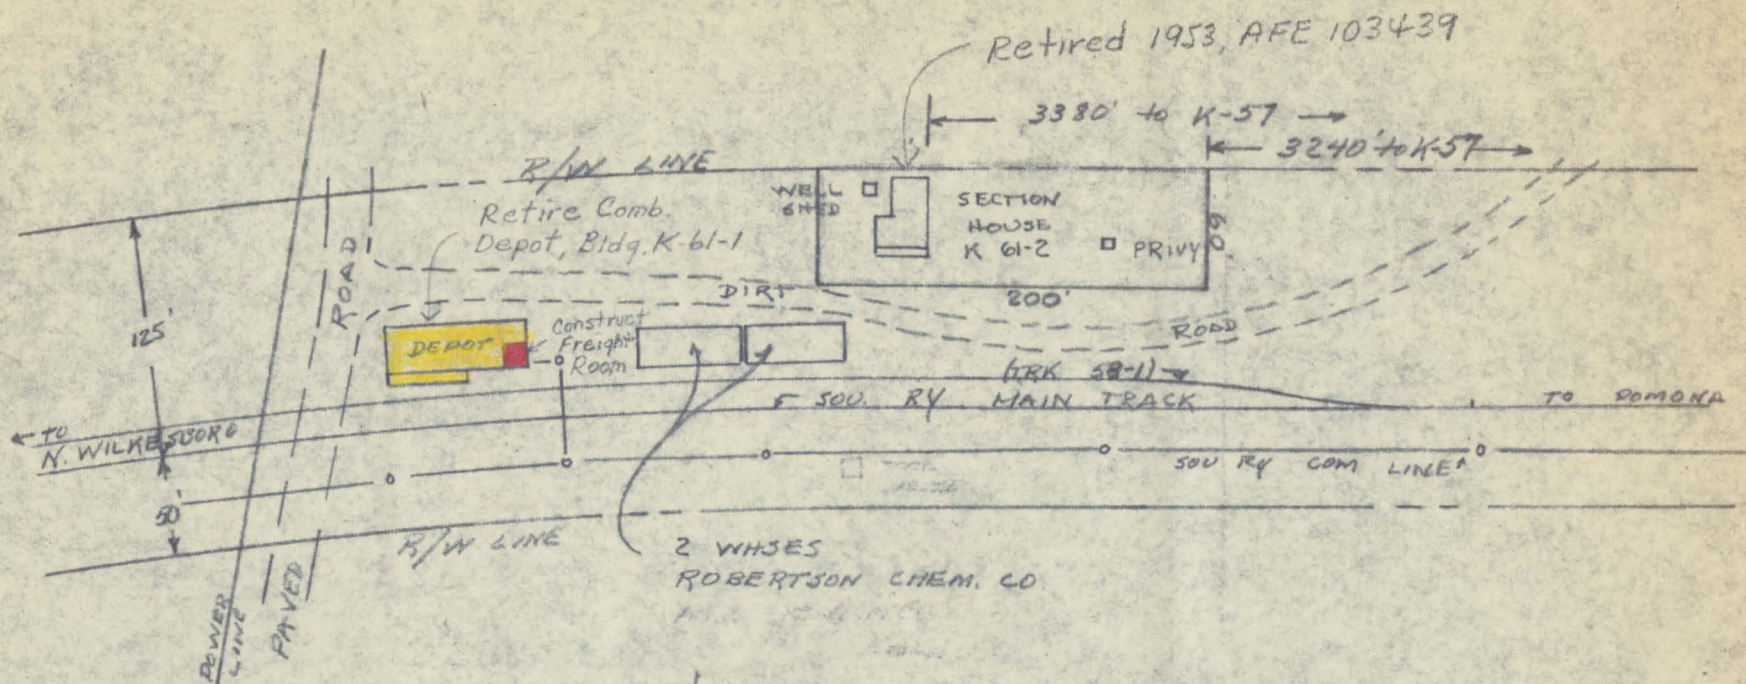 Retired 1953, AFE 103439
3380' to K-57
3240' to K-57
R/W LINE
WELL
SHED
SECTION
HOUSE
K 61-2
PRIVY
60'
200'
Retire Comb.
Depot, Bldg. K-61-1
ROAD
DIRT
ROAD
125'
DEPOT
Construct
Freight
Room
(TRK 58-1)
SOU. RY MAIN TRACK
TO POMONA
TO
N. WILKESBORO
SOU RY COM LINE
50'
R/W LINE
2 WHSES
ROBERTSON CHEM. CO
POWER
LINE
PAVED